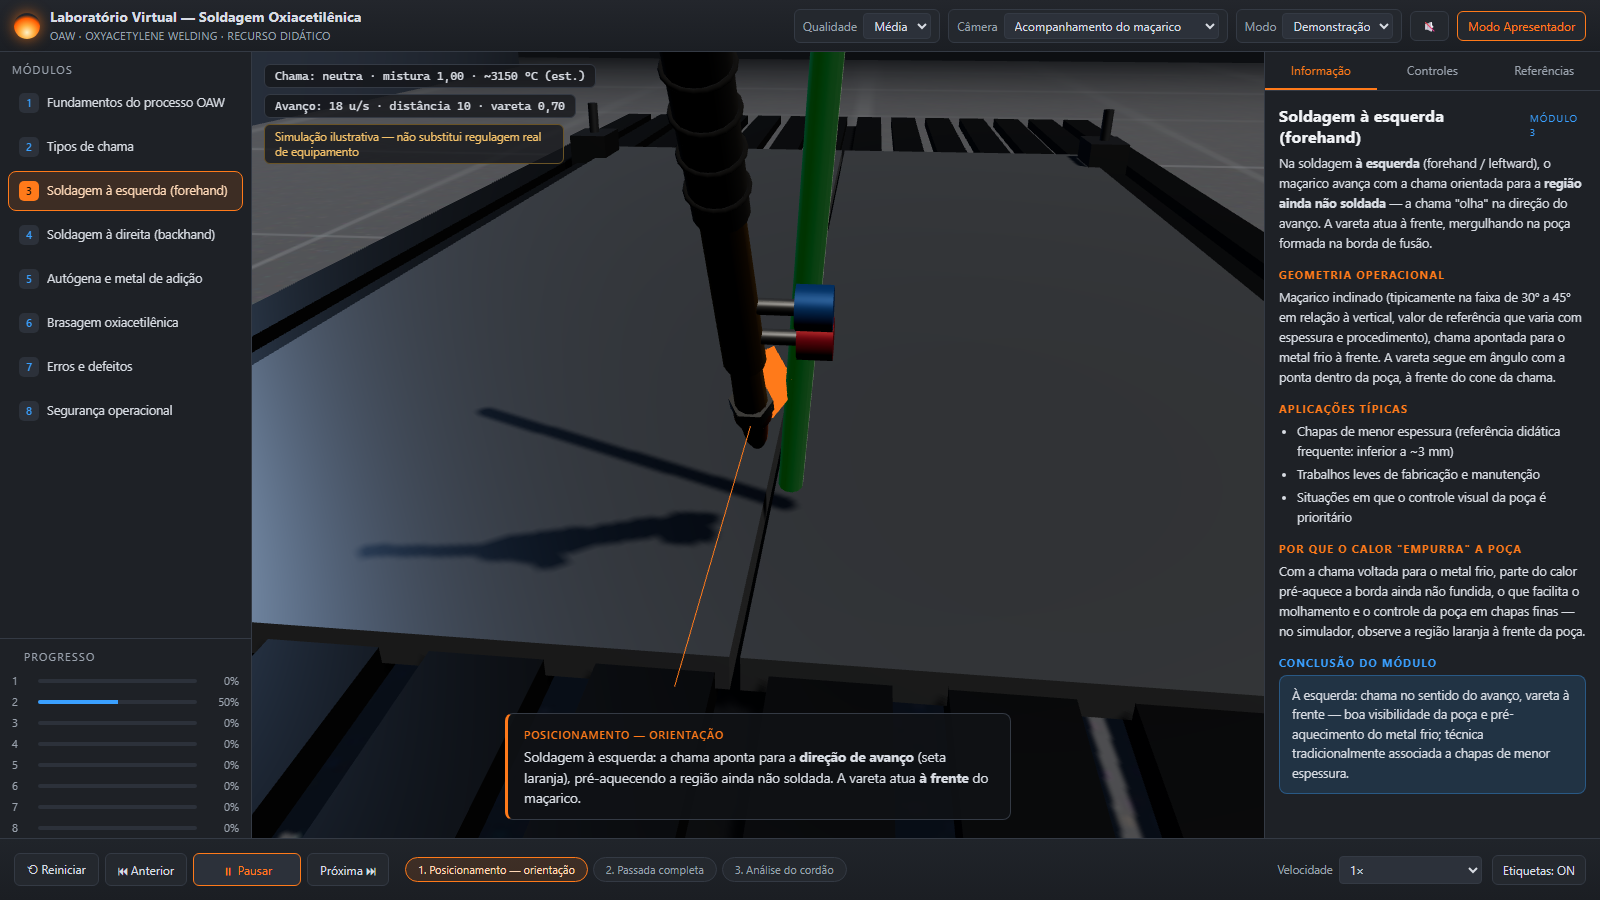 Laboratório Virtual — Soldagem Oxiacetilênica
OAW · OXYACETYLENE WELDING · RECURSO DIDÁTICO
Qualidade
Média
Câmera
Acompanhamento do maçarico
Modo
Demonstração
Modo Apresentador
MÓDULOS
1 Fundamentos do processo OAW
2 Tipos de chama
3 Soldagem à esquerda (forehand)
4 Soldagem à direita (backhand)
5 Autógena e metal de adição
6 Brasagem oxiacetilênica
7 Erros e defeitos
8 Segurança operacional
PROGRESSO
1 0%
2 50%
3 0%
4 0%
5 0%
6 0%
7 0%
8 0%
Chama: neutra · mistura 1,00 · ~3150 °C (est.)
Avanço: 18 u/s · distância 10 · vareta 0,70
Simulação ilustrativa — não substitui regulagem real
de equipamento
POSICIONAMENTO — ORIENTAÇÃO
Soldagem à esquerda: a chama aponta para a direção de avanço (seta
laranja), pré-aquecendo a região ainda não soldada. A vareta atua à frente do
maçarico.
Informação
Controles
Referências
Soldagem à esquerda
(forehand)
MÓDULO
3
Na soldagem à esquerda (forehand / leftward), o
maçarico avança com a chama orientada para a região
ainda não soldada — a chama "olha" na direção do
avanço. A vareta atua à frente, mergulhando na poça
formada na borda de fusão.
GEOMETRIA OPERACIONAL
Maçarico inclinado (tipicamente na faixa de 30° a 45°
em relação à vertical, valor de referência que varia com
espessura e procedimento), chama apontada para o
metal frio à frente. A vareta segue em ângulo com a
ponta dentro da poça, à frente do cone da chama.
APLICAÇÕES TÍPICAS
• Chapas de menor espessura (referência didática
frequente: inferior a ~3 mm)
• Trabalhos leves de fabricação e manutenção
• Situações em que o controle visual da poça é
prioritário
POR QUE O CALOR "EMPURRA" A POÇA
Com a chama voltada para o metal frio, parte do calor
pré-aquece a borda ainda não fundida, o que facilita o
molhamento e o controle da poça em chapas finas —
no simulador, observe a região laranja à frente da poça.
CONCLUSÃO DO MÓDULO
À esquerda: chama no sentido do avanço, vareta à
frente — boa visibilidade da poça e pré-
aquecimento do metal frio; técnica
tradicionalmente associada a chapas de menor
espessura.
⟲ Reiniciar
⏮ Anterior
⏸ Pausar
Próxima ⏭
1. Posicionamento — orientação
2. Passada completa
3. Análise do cordão
Velocidade
1×
Etiquetas: ON